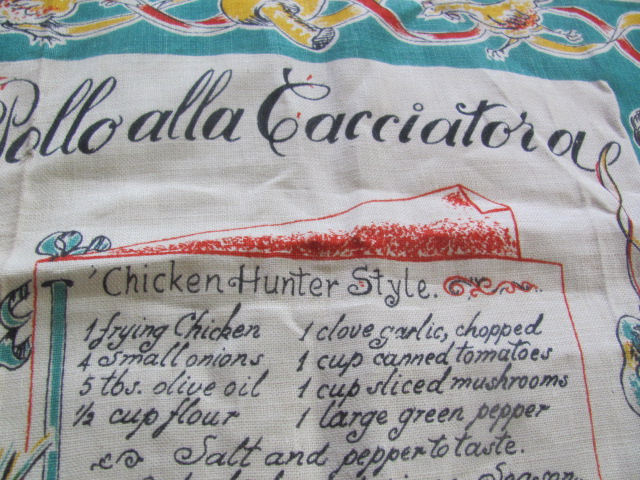 Pollo alla Cacciatora
Chicken Hunter Style.
1 frying Chicken 1 clove garlic, chopped
4 small onions 1 cup canned tomatoes
5 tbs. olive oil 1 cup sliced mushrooms
1/2 cup flour 1 large green pepper
Salt and pepper to taste.
Season